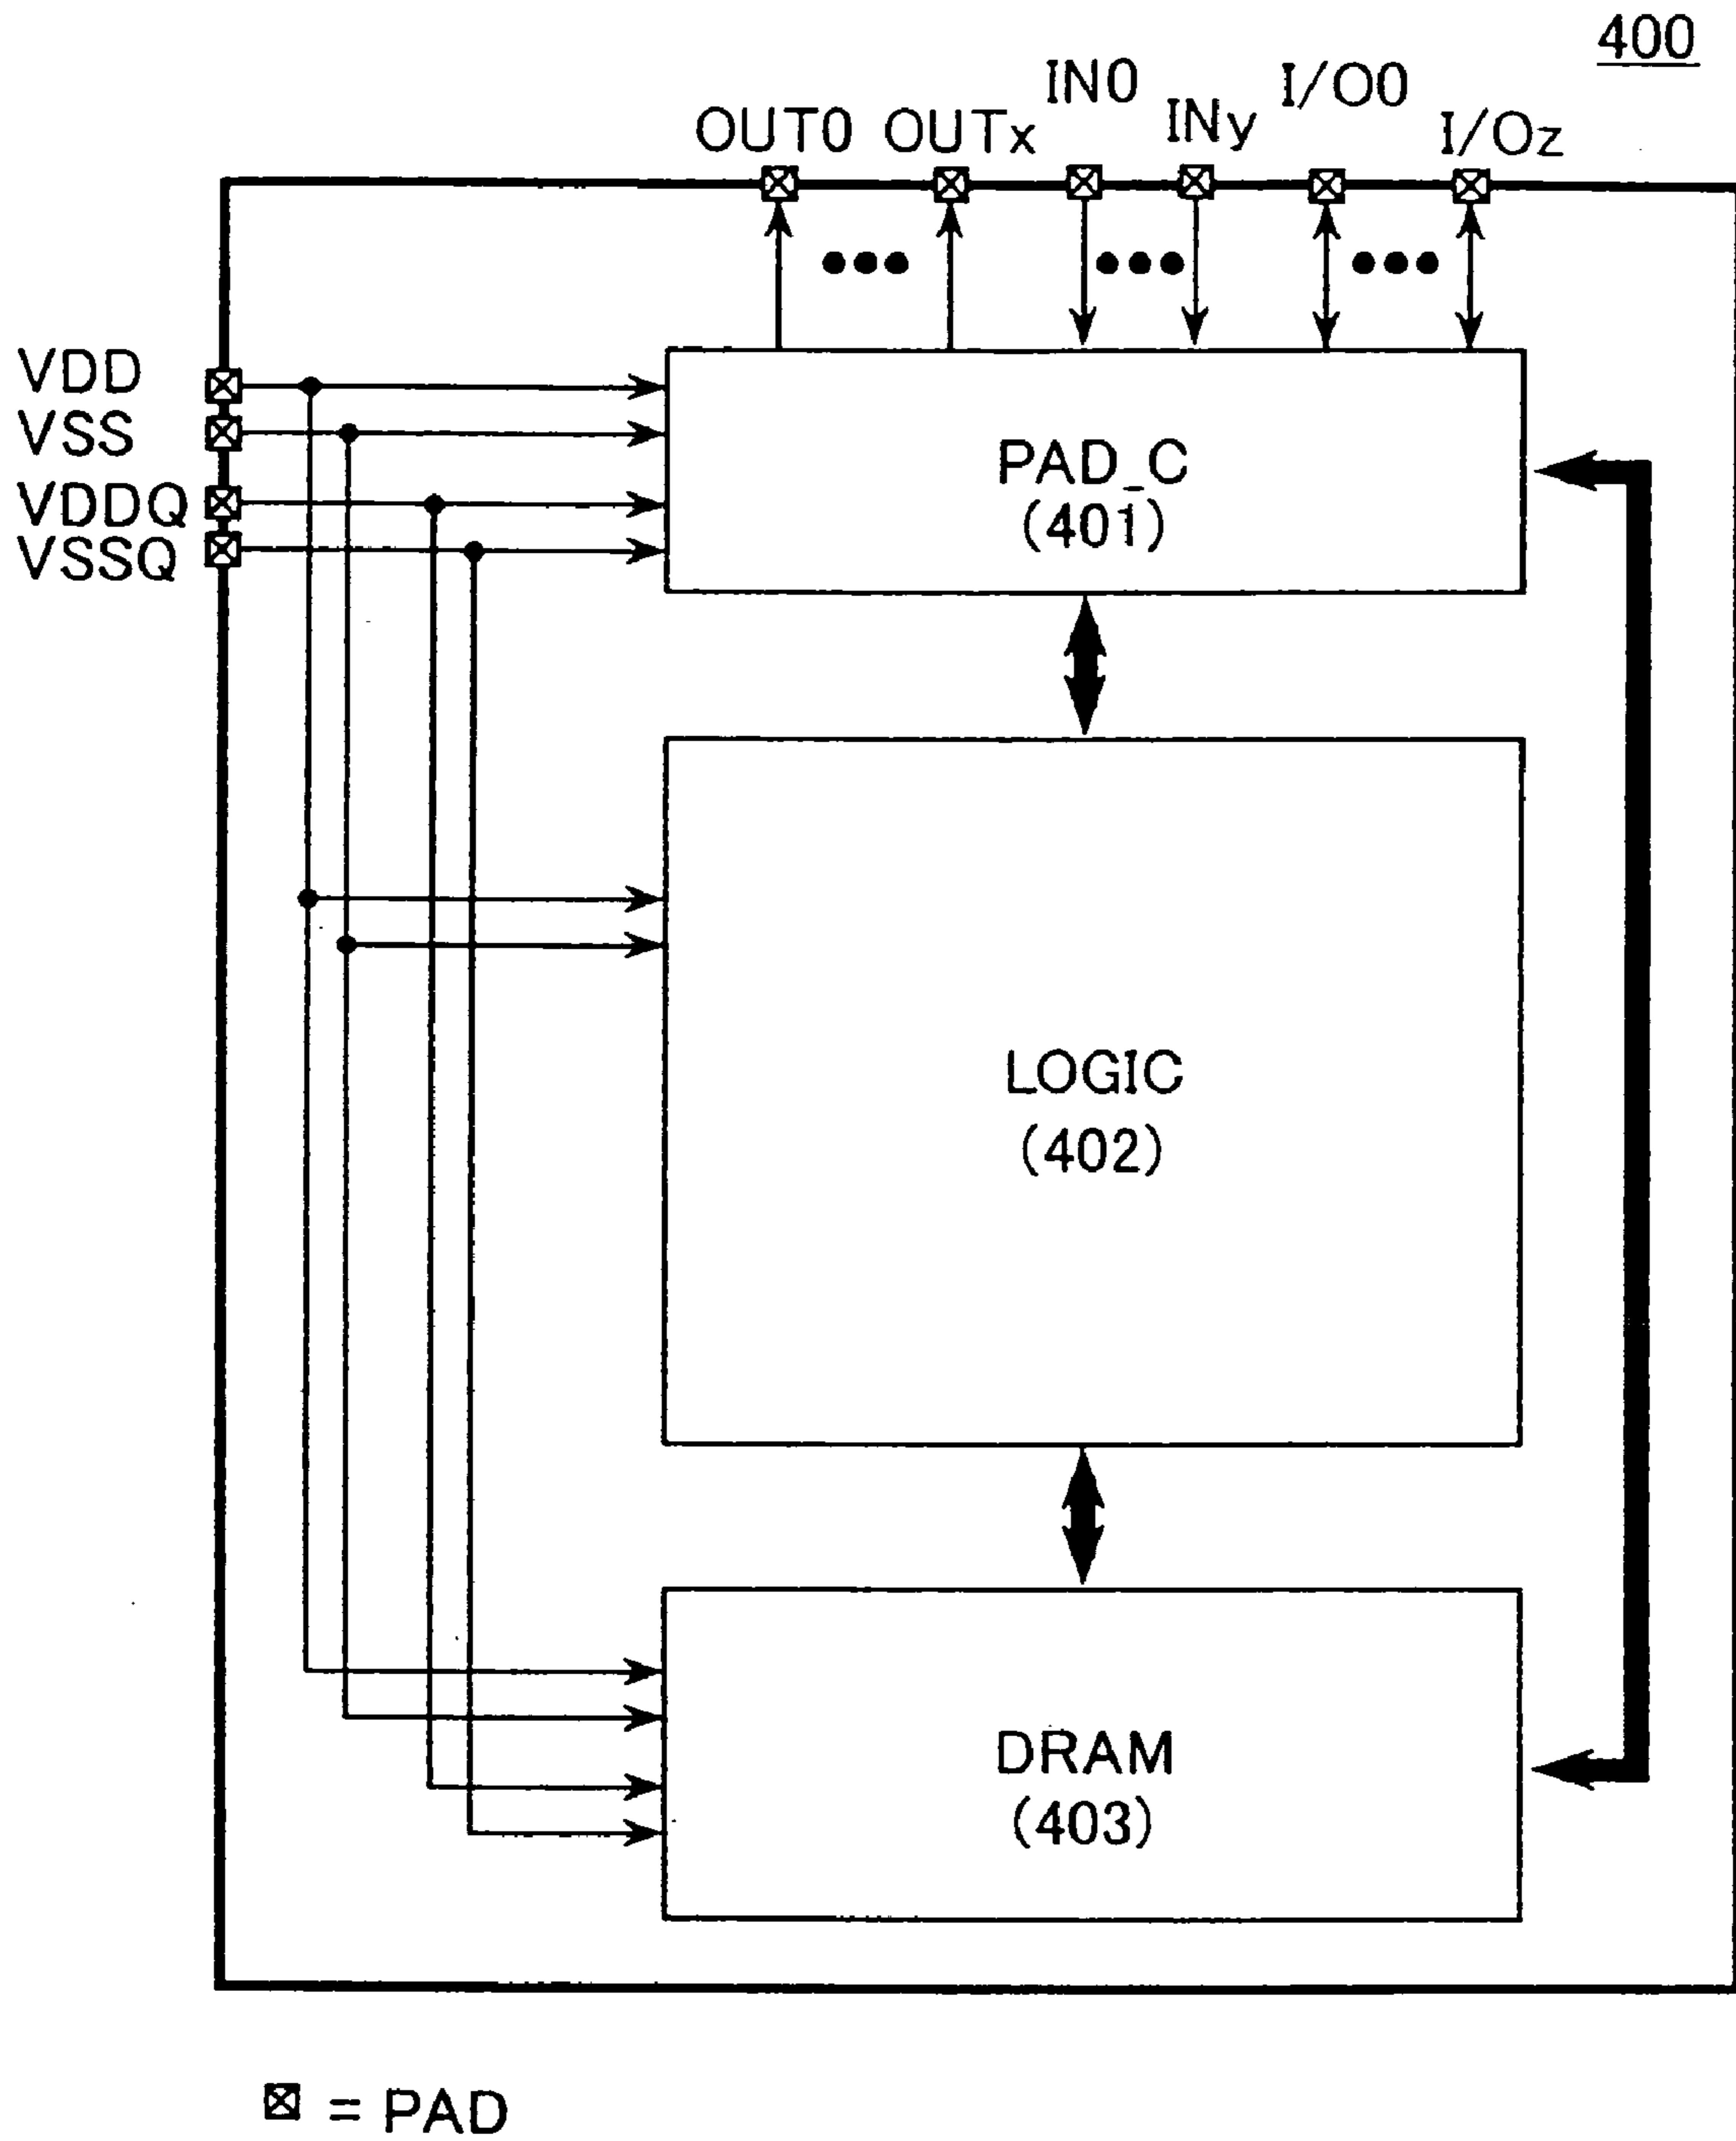 400
OUT0 OUTx IN0 INy I/O0 I/Oz
VDD
VSS
VDDQ
VSSQ
PAD_C
(401)
LOGIC
(402)
DRAM
(403)
= PAD